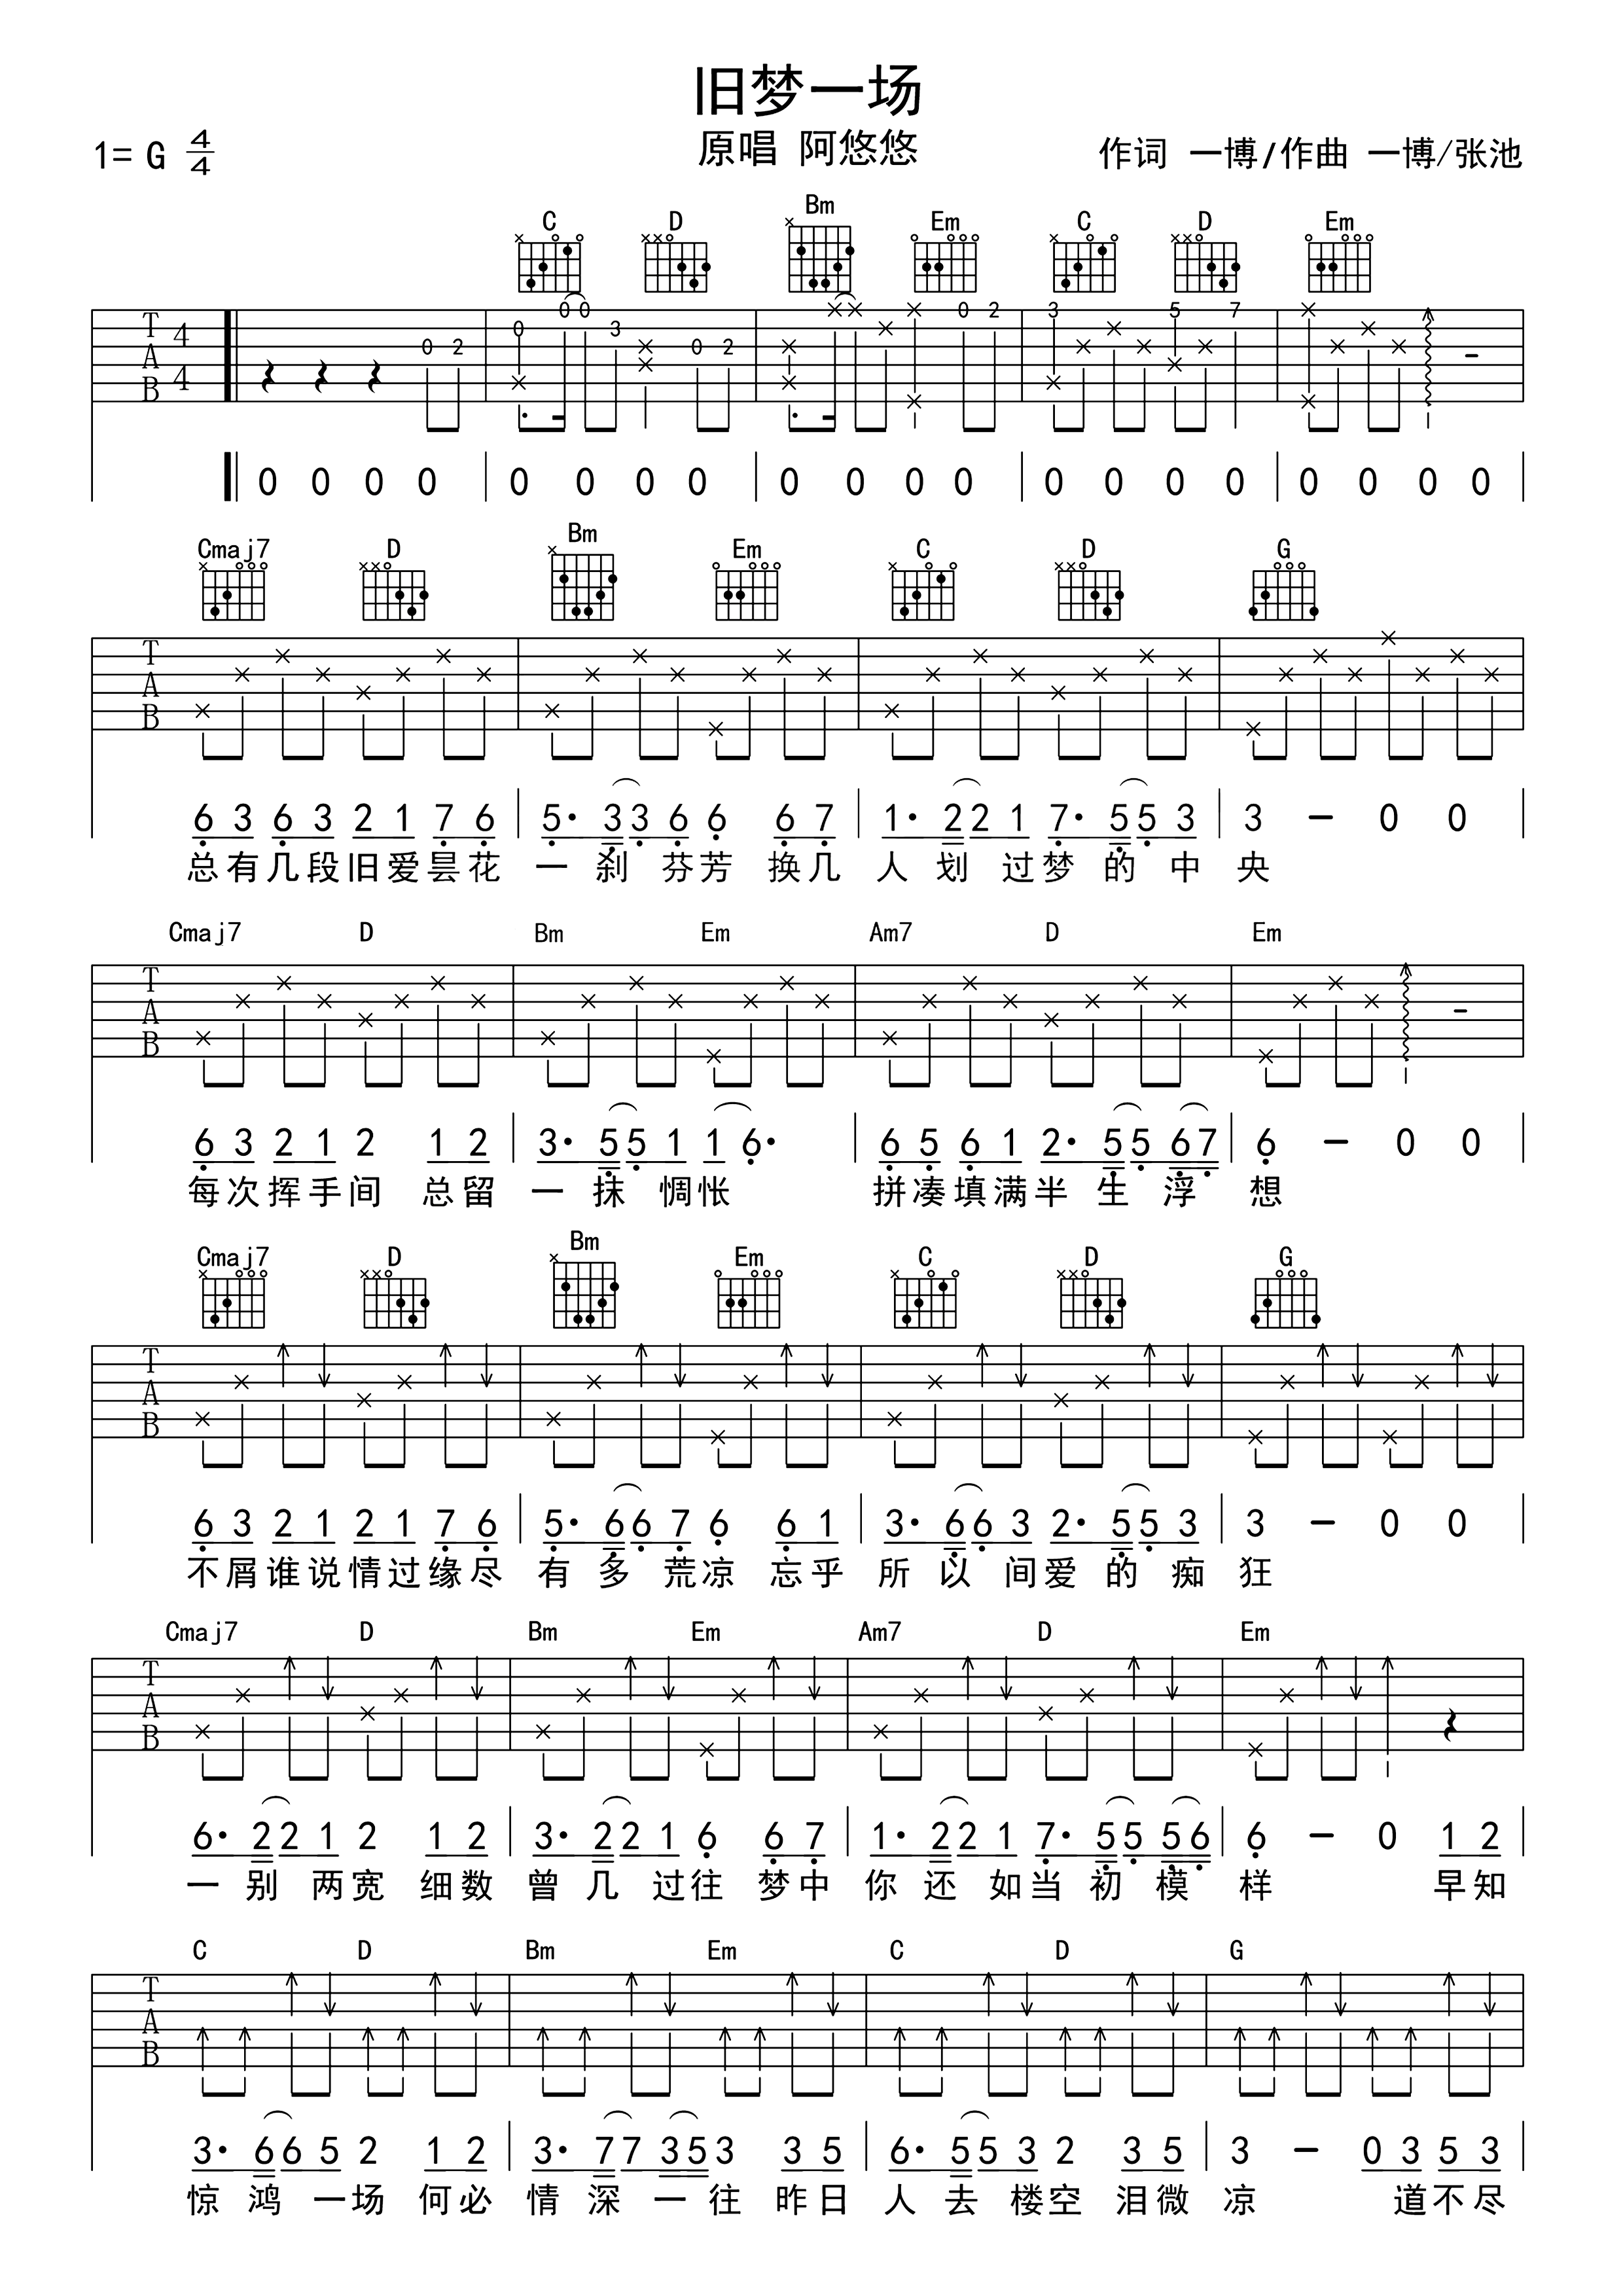 旧梦一场
原唱 阿悠悠
1= G 4/4
作词 一博/作曲 一博/张池
C D Bm Em C D Em
T A B 4 4 0 2 0 0 0 3 0 2 0 2 3 5 7
0 0 0 0 0 0 0 0 0 0 0 0 0 0 0 0 0 0 0 0
Cmaj7 D Bm Em C D G
T A B
6 3 6 3 2 1 7 6 5· 3 3 6 6 6 7 1· 2 2 1 7· 5 5 3 3 — 0 0
总有几段旧爱昙花 一刹 芬芳 换几 人划 过梦的中 央
Cmaj7 D Bm Em Am7 D Em
T A B
6 3 2 1 2 1 2 3· 5 5 1 1 6· 6 5 6 1 2· 5 5 6 7 6 — 0 0
每次挥手间 总留 一抹 惆怅 拼凑填满半生浮 想
Cmaj7 D Bm Em C D G
T A B
6 3 2 1 2 1 7 6 5· 6 6 7 6 6 1 3· 6 6 3 2· 5 5 3 3 — 0 0
不屑谁说情过缘尽 有多 荒凉 忘乎 所以 间爱的痴 狂
Cmaj7 D Bm Em Am7 D Em
T A B
6· 2 2 1 2 1 2 3· 2 2 1 6 6 7 1· 2 2 1 7· 5 5 5 6 6 — 0 1 2
一别 两宽 细数 曾几 过往 梦中 你还 如当初模 样 早知
C D Bm Em C D G
T A B
3· 6 6 5 2 1 2 3· 7 7 3 5 3 3 5 6· 5 5 3 2 3 5 3 — 0 3 5 3
惊鸿 一场 何必 情深 一往 昨日 人去 楼空 泪微 凉 道不尽